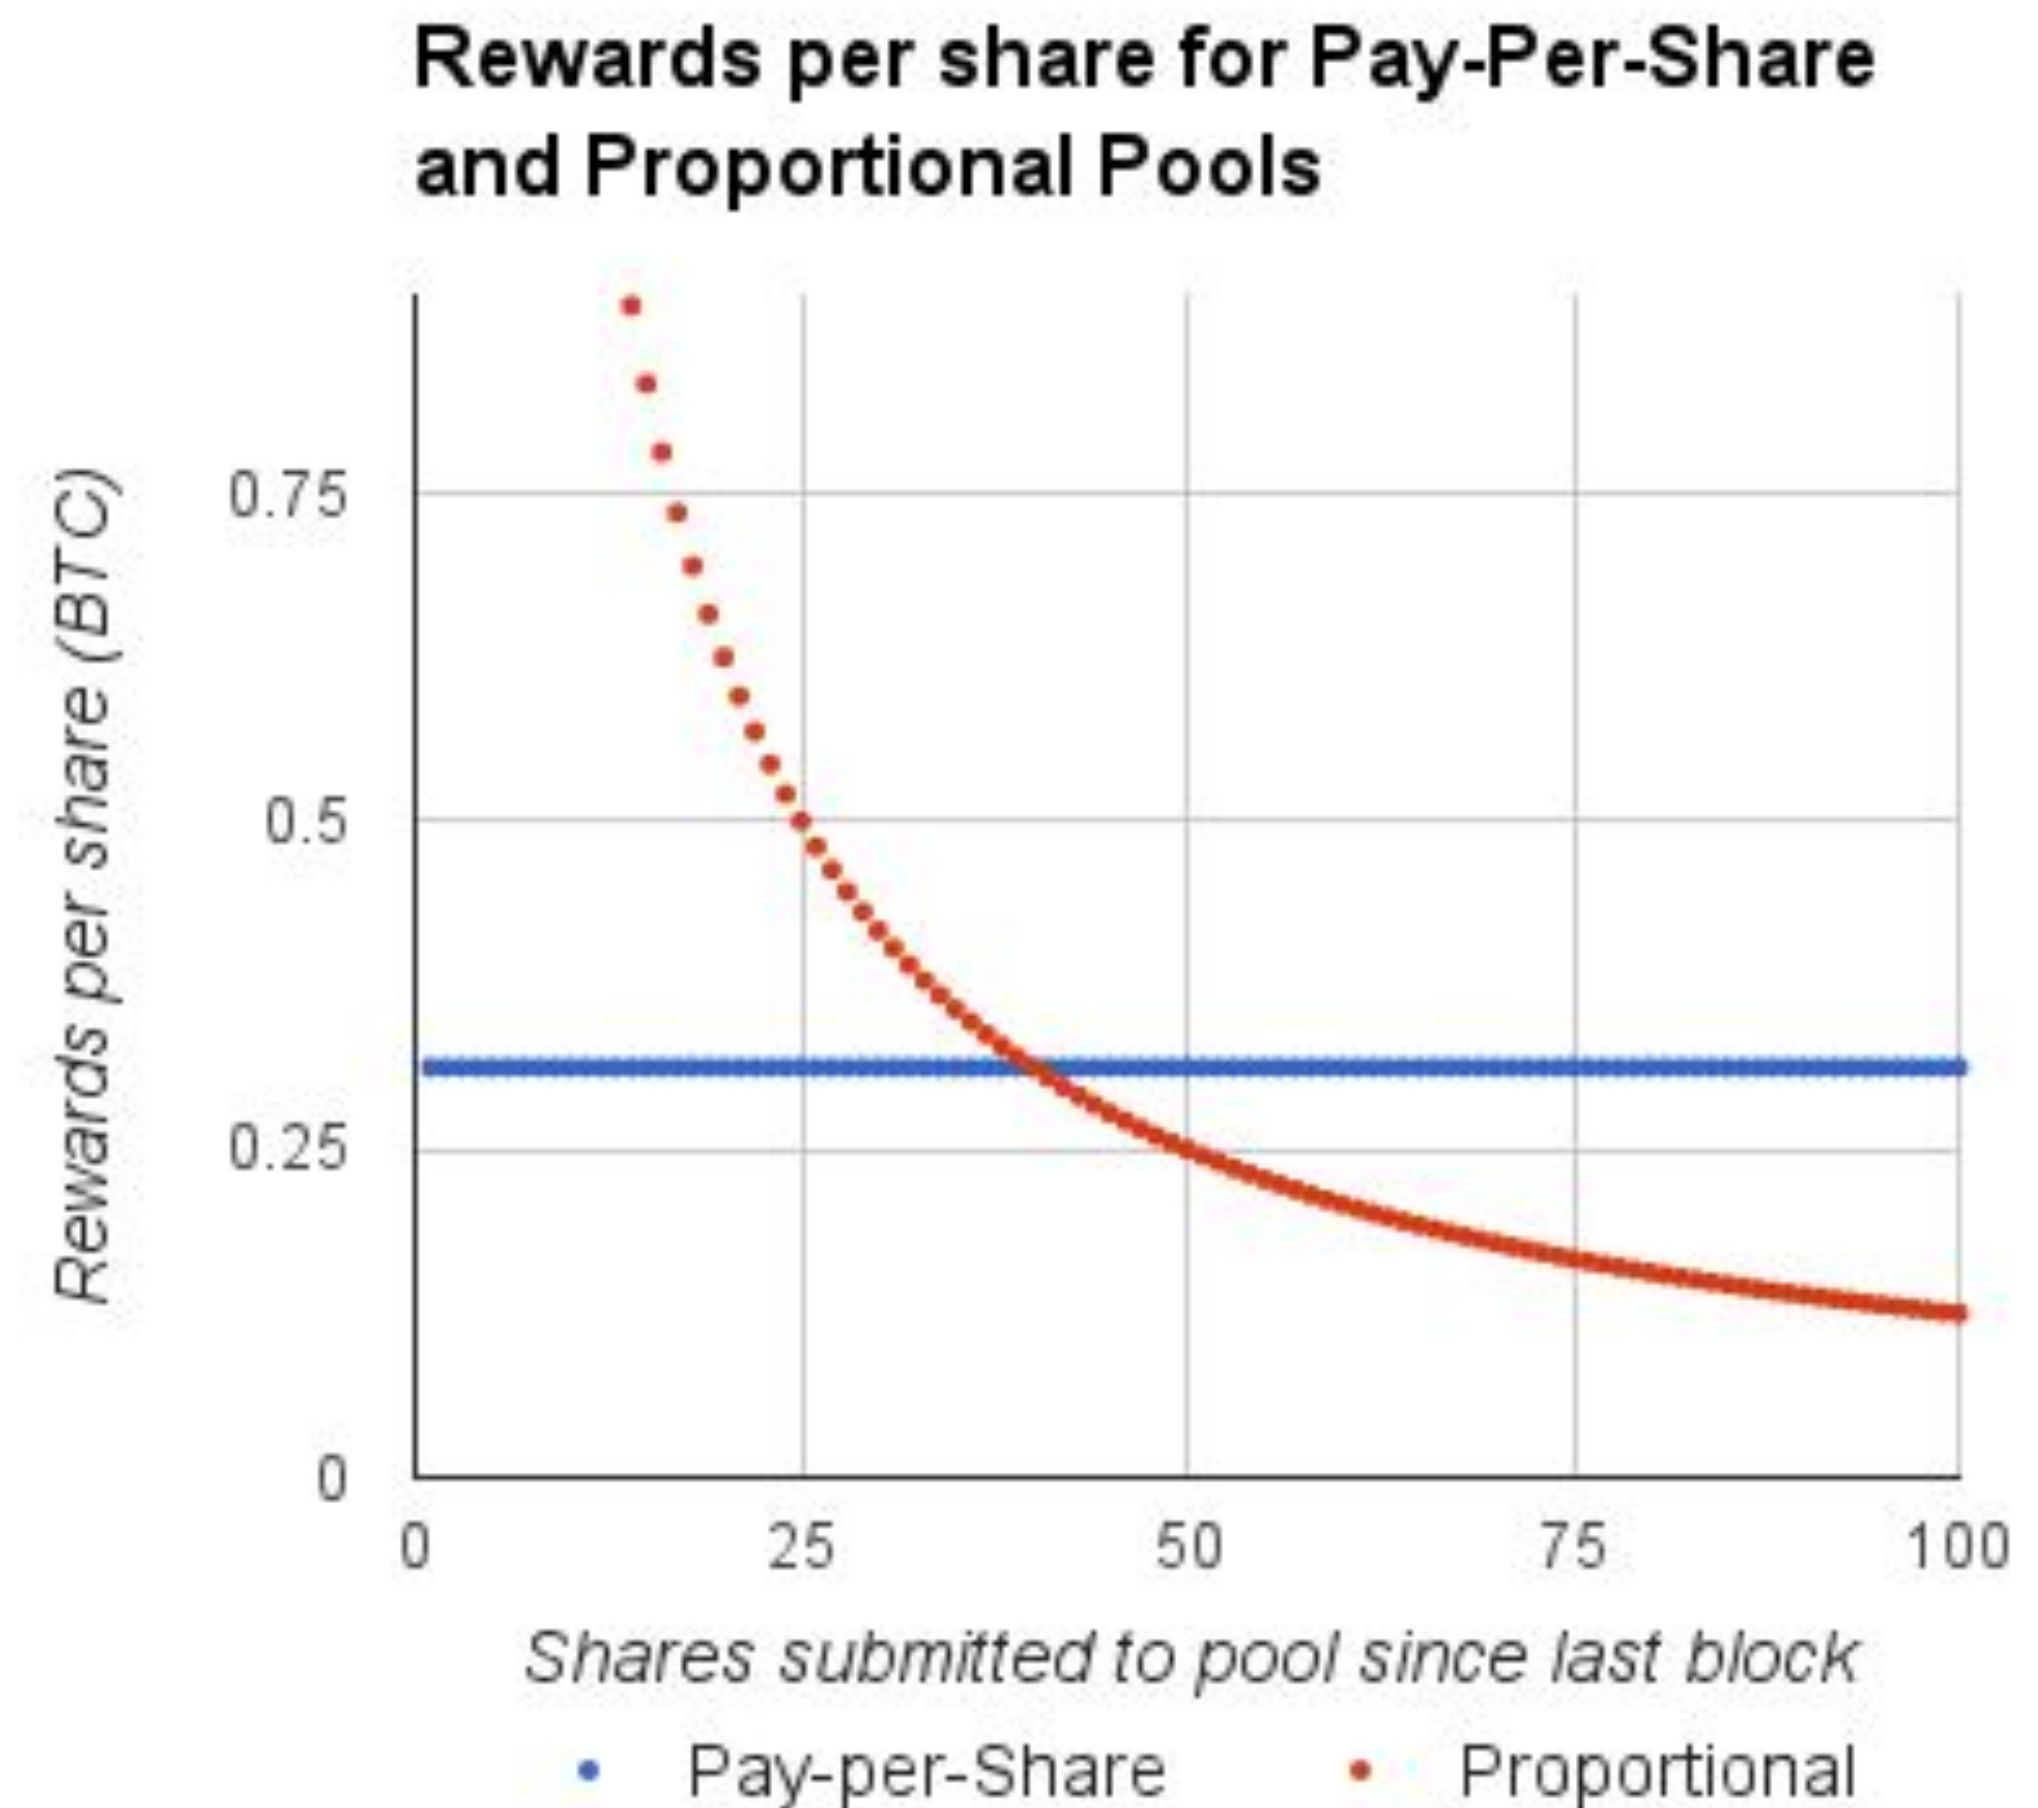 Rewards per share for Pay-Per-Share
and Proportional Pools
Rewards per share (BTC)
0.75
0.5
0.25
0
0 25 50 75 100
Shares submitted to pool since last block
Pay-per-Share Proportional